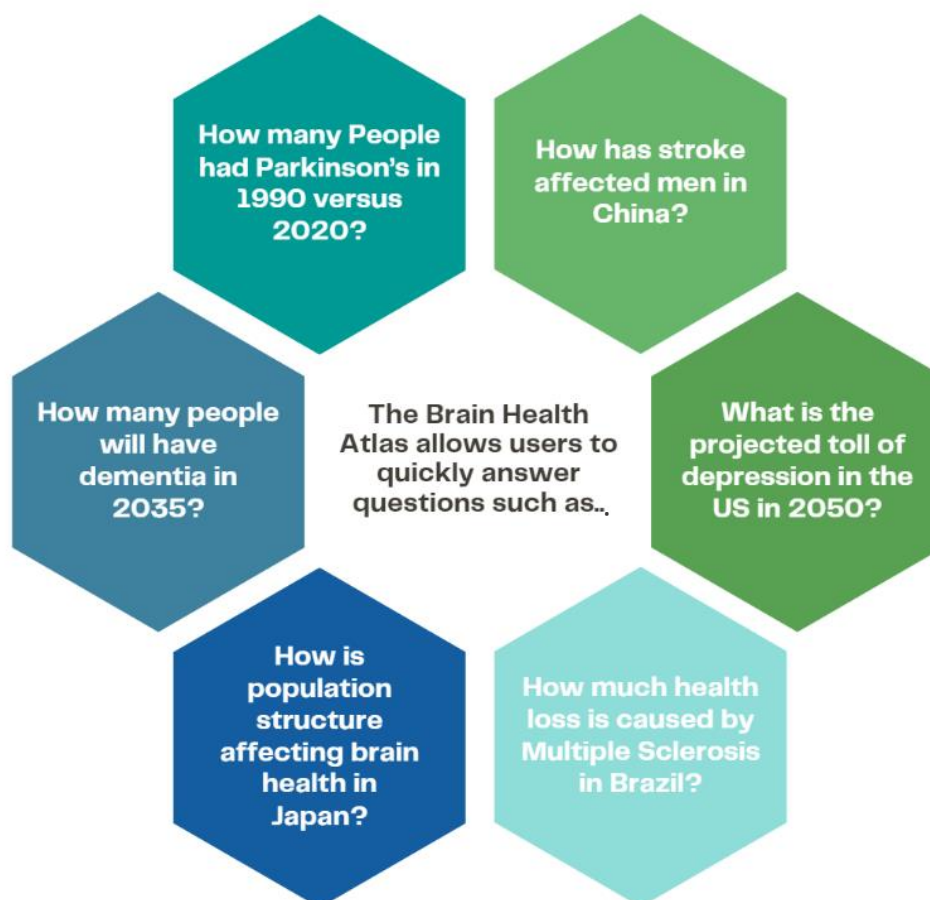 How many People
had Parkinson's in
1990 versus
2020?
How has stroke
affected men in
China?
How many people
will have
dementia in
2035?
The Brain Health
Atlas allows users to
quickly answer
questions such as...
What is the
projected toll of
depression in the
US in 2050?
How is
population
structure
affecting brain
health in
Japan?
How much health
loss is caused by
Multiple Sclerosis
in Brazil?